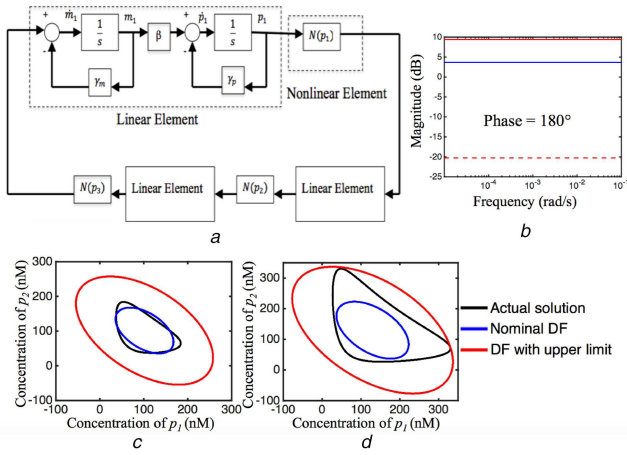 + ṁ₁ 1/s m₁ β + ṗ₁ 1/s p₁ N(p₁)
- γm - γp
Linear Element
Nonlinear Element
N(p₃) Linear Element N(p₂) Linear Element
a
Magnitude (dB)
10
5
0
-5
-10
-15
-20
-25
Phase = 180°
10⁻⁴ 10⁻³ 10⁻² 10⁻¹
Frequency (rad/s)
b
Concentration of p₂ (nM)
300
200
100
0
-100
-100 0 100 200 300
Concentration of p₁ (nM)
c
Concentration of p₂ (nM)
300
200
100
0
-100
0 100 200 300
Concentration of p₁ (nM)
d
Actual solution
Nominal DF
DF with upper limit